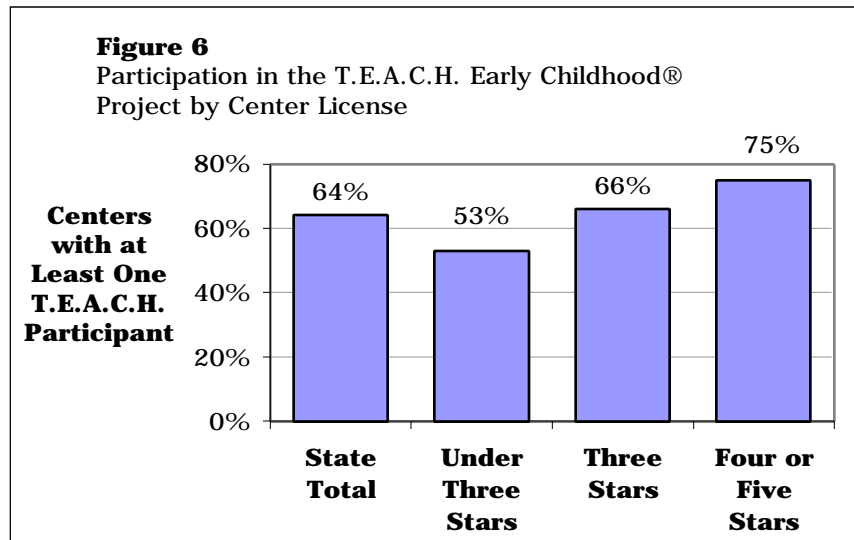 Figure 6
Participation in the T.E.A.C.H. Early Childhood®
Project by Center License
Centers
with at
Least One
T.E.A.C.H.
Participant
80%
60%
40%
20%
0%
64%
53%
66%
75%
State
Total
Under
Three
Stars
Three
Stars
Four or
Five
Stars